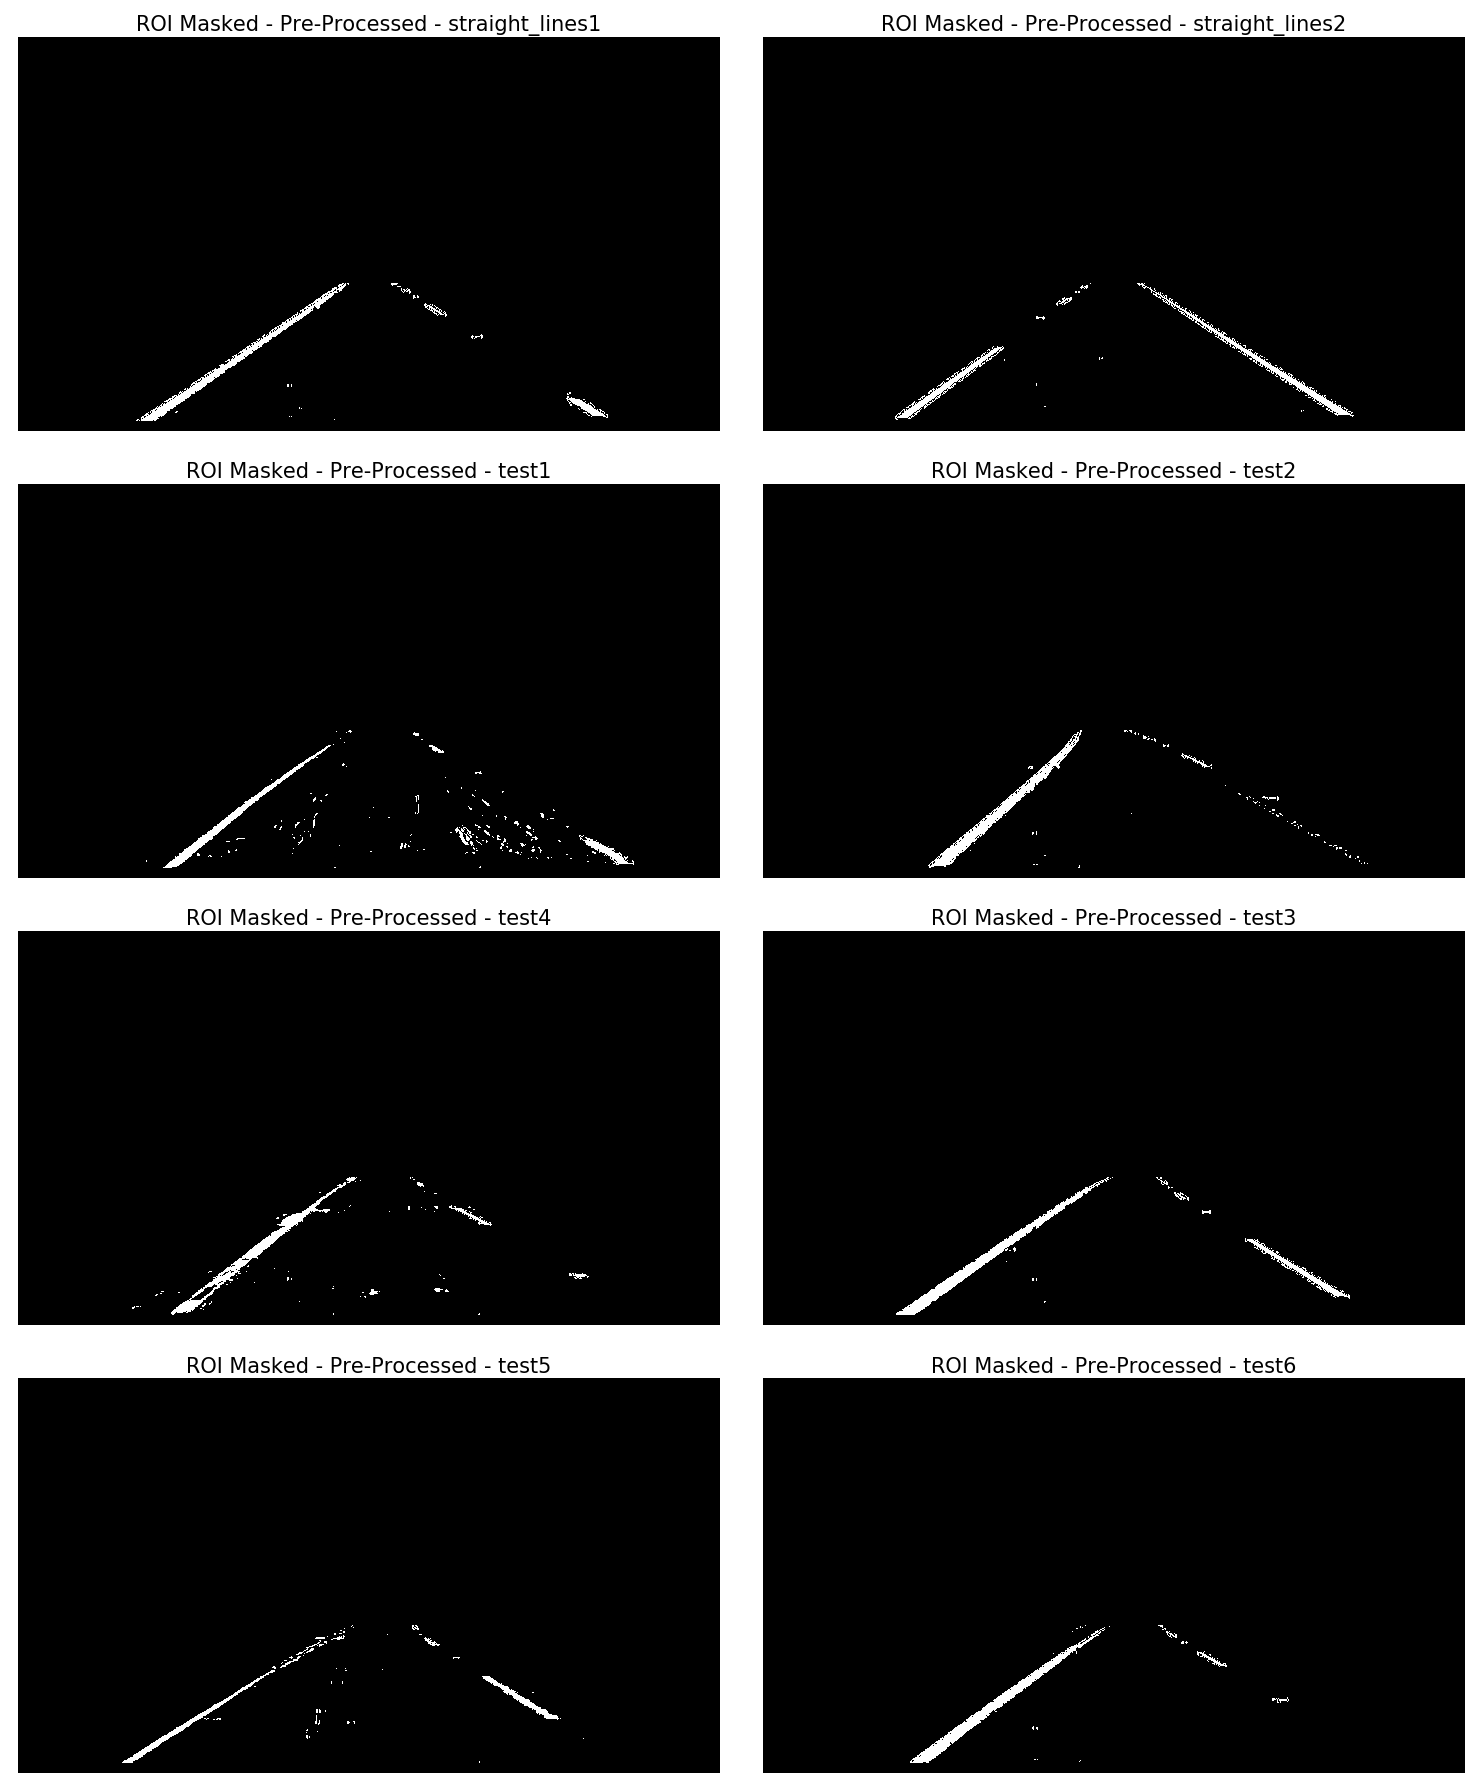 ROI Masked - Pre-Processed - straight_lines1
ROI Masked - Pre-Processed - straight_lines2
ROI Masked - Pre-Processed - test1
ROI Masked - Pre-Processed - test2
ROI Masked - Pre-Processed - test4
ROI Masked - Pre-Processed - test3
ROI Masked - Pre-Processed - test5
ROI Masked - Pre-Processed - test6